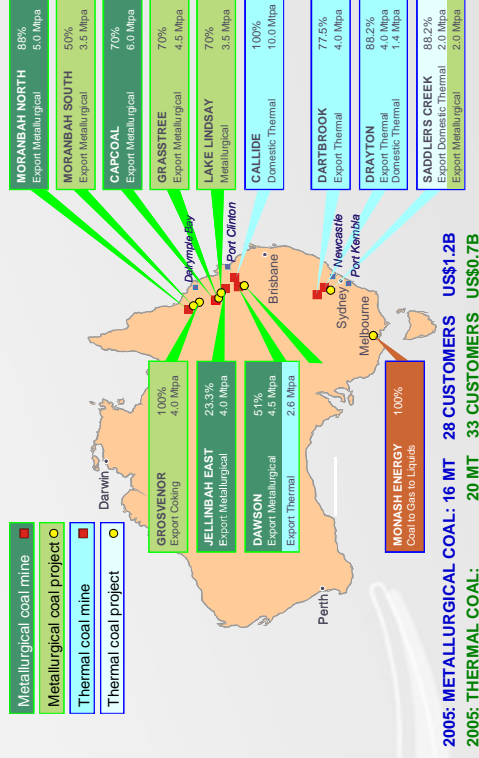 Metallurgical coal mine
Metallurgical coal project
Thermal coal mine
Thermal coal project
MORANBAH NORTH 88%
Export Metallurgical 5.0 Mtpa
MORANBAH SOUTH 50%
Export Metallurgical 3.5 Mtpa
CAPCOAL 70%
Export Metallurgical 6.0 Mtpa
GRASSTREE 70%
Export Metallurgical 4.5 Mtpa
LAKE LINDSAY 70%
Metallurgical 3.5 Mtpa
CALLIDE 100%
Domestic Thermal 10.0 Mtpa
DARTBROOK 77.5%
Export Thermal 4.0 Mtpa
DRAYTON 88.2%
Export Thermal 4.0 Mtpa
Domestic Thermal 1.4 Mtpa
SADDLERS CREEK 88.2%
Export Domestic Thermal 2.0 Mtpa
Export Metallurgical 2.0 Mtpa
Darwin
Dalrymple Bay
Port Clinton
Brisbane
Newcastle
Port Kembla
Sydney
Melbourne
Perth
GROSVENOR 100%
Export Coking 4.0 Mtpa
JELLINBAH EAST 23.3%
Export Metallurgical 4.0 Mtpa
DAWSON 51%
Export Metallurgical 4.5 Mtpa
Export Thermal 2.6 Mtpa
MONASH ENERGY 100%
Coal to Gas to Liquids
2005: METALLURGICAL COAL: 16 MT 28 CUSTOMERS US$1.2B
2005: THERMAL COAL: 20 MT 33 CUSTOMERS US$0.7B